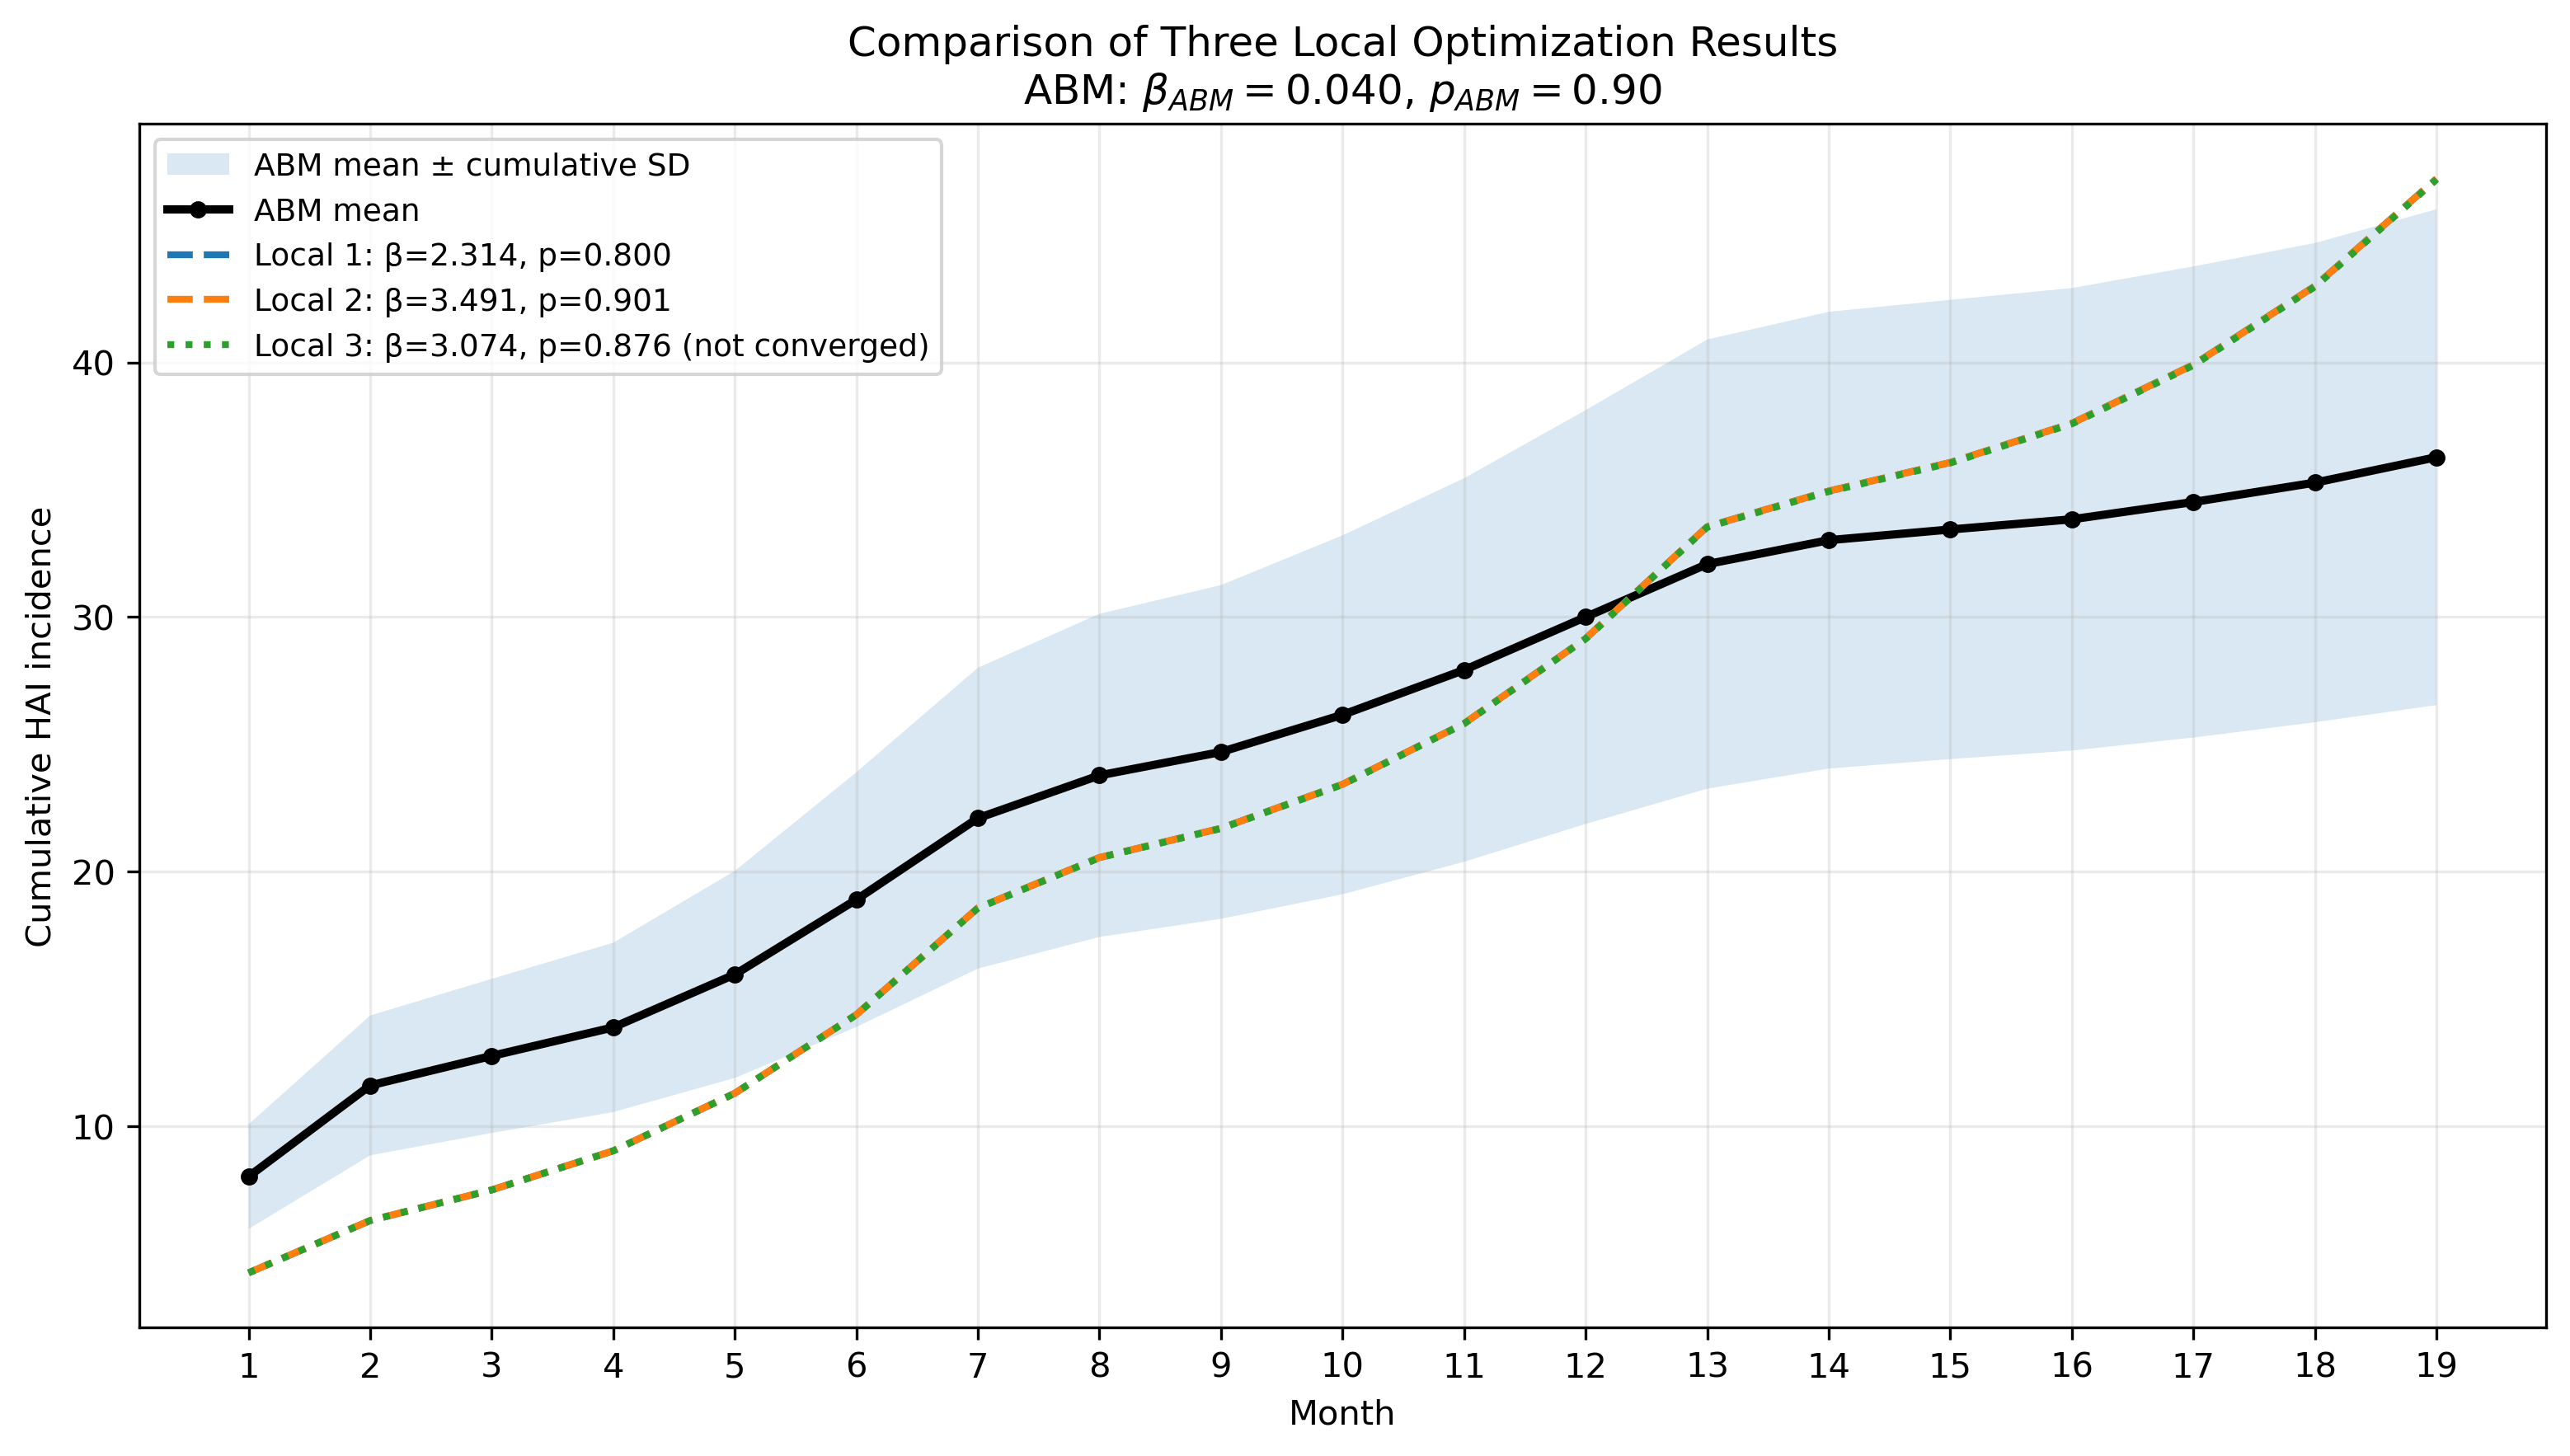 Comparison of Three Local Optimization Results
ABM: β_ABM = 0.040, p_ABM = 0.90
ABM mean ± cumulative SD
ABM mean
Local 1: β=2.314, p=0.800
Local 2: β=3.491, p=0.901
Local 3: β=3.074, p=0.876 (not converged)
Cumulative HAI incidence
40
30
20
10
1 2 3 4 5 6 7 8 9 10 11 12 13 14 15 16 17 18 19
Month